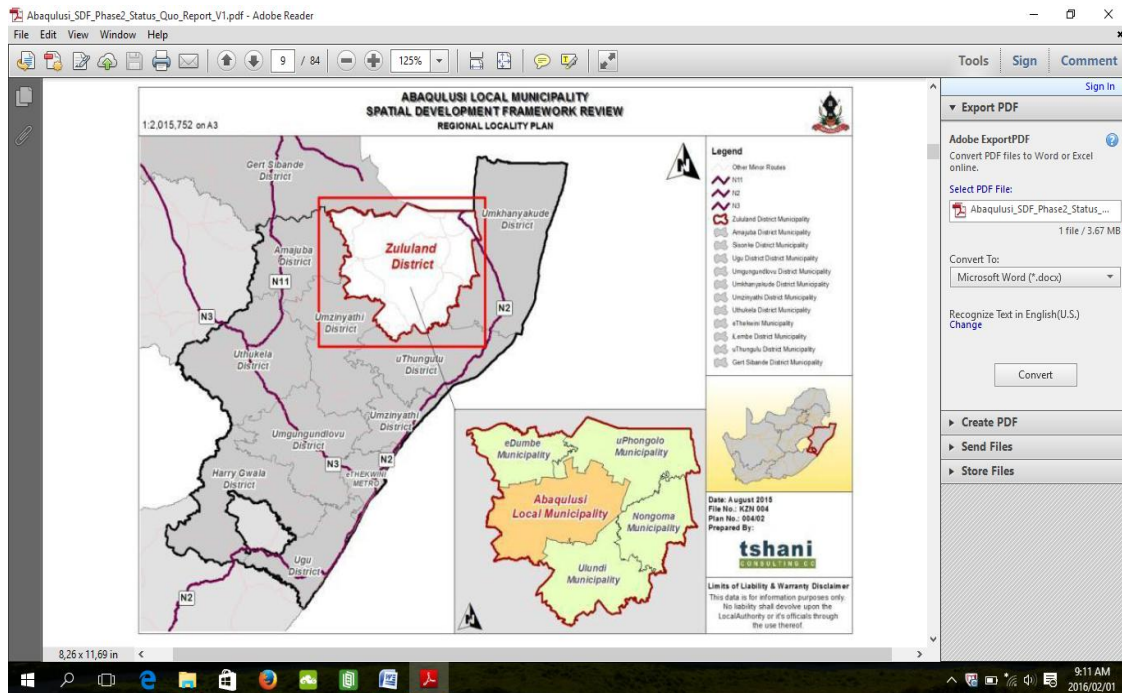 Abaqulusi_SDF_Phase2_Status_Quo_Report_V1.pdf - Adobe Reader
File Edit View Window Help
9 / 84
125%
Tools Sign Comment
Sign In
Export PDF
Adobe ExportPDF
Convert PDF files to Word or Excel
online.
Select PDF File:
Abaqulusi_SDF_Phase2_Status_...
1 file / 3.67 MB
Convert To:
Microsoft Word (*.docx)
Recognize Text in English(U.S.)
Change
Convert
Create PDF
Send Files
Store Files
ABAQULUSI LOCAL MUNICIPALITY
SPATIAL DEVELOPMENT FRAMEWORK REVIEW
REGIONAL LOCALITY PLAN
1:2,015,752 on A3
Gert Sibande
District
Umkhanyakude
District
Zululand
District
Amajuba
District
N11
N3
N2
Umzinyathi
District
Uthukela
District
uThungulu
District
Umzinyathi
District
Umgungundlovu
District
N3
N2
eTHEKWINI
METRO
Harry Gwala
District
Ugu
District
N2
eDumbe
Municipality
uPhongolo
Municipality
Abaqulusi
Local Municipality
Nongoma
Municipality
Ulundi
Municipality
Legend
Other Minor Routes
N11
N2
N3
Zululand District Municipality
Amajuba District Municipality
Sisonke District Municipality
Ugu District District Municipality
Umgungundlovu District Municipality
Umkhanyakude District Municipality
Umzinyathi District Municipality
Uthukela District Municipality
eThekwini Municipality
iLembe District Municipality
uThungulu District Municipality
Gert Sibande District Municipality
Date: August 2015
File No.: KZN 004
Plan No.: 004/02
Prepared By:
tshani
CONSULTING CC
Limits of Liability & Warranty Disclaimer
This data is for information purposes only.
No liability shall devolve upon the
LocalAuthority or it's officials through
the use thereof.
8,26 x 11,69 in
9:11 AM
2016/02/01